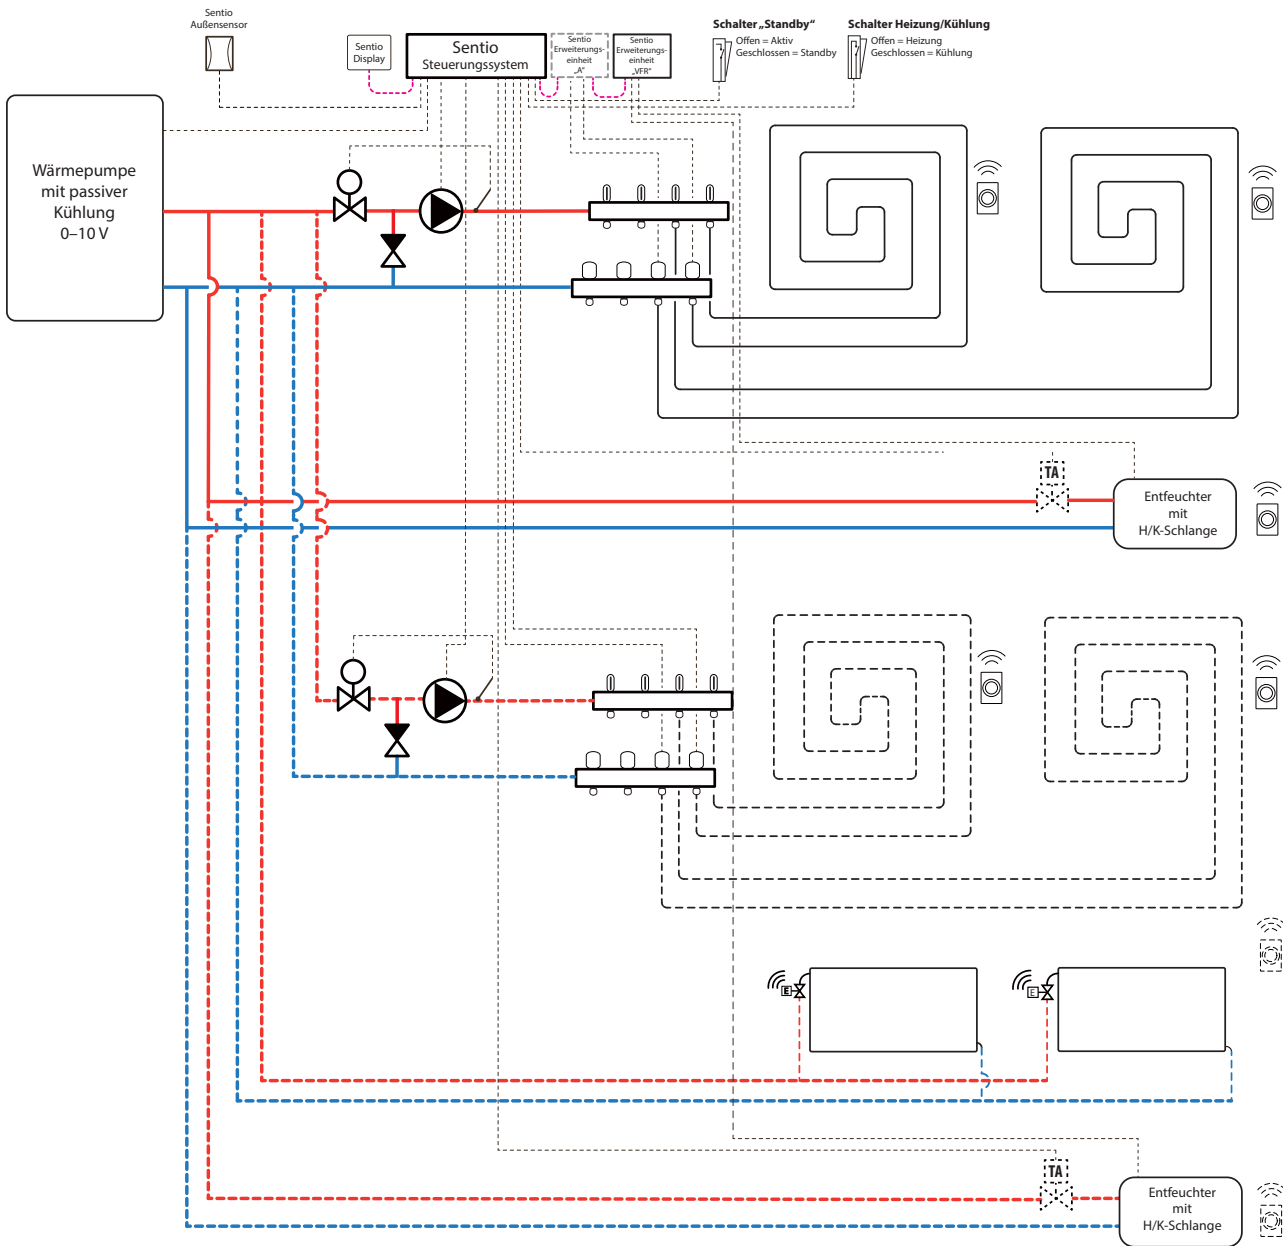 Sentio
Außensensor
Sentio
Display
Sentio
Steuerungssystem
Sentio
Erweiterungs-
einheit
„A“
Sentio
Erweiterungs-
einheit
„VFR“
Schalter „Standby“
Offen = Aktiv
Geschlossen = Standby
Schalter Heizung/Kühlung
Offen = Heizung
Geschlossen = Kühlung
Wärmepumpe
mit passiver
Kühlung
0–10 V
TA
Entfeuchter
mit
H/K-Schlange
E
E
TA
Entfeuchter
mit
H/K-Schlange